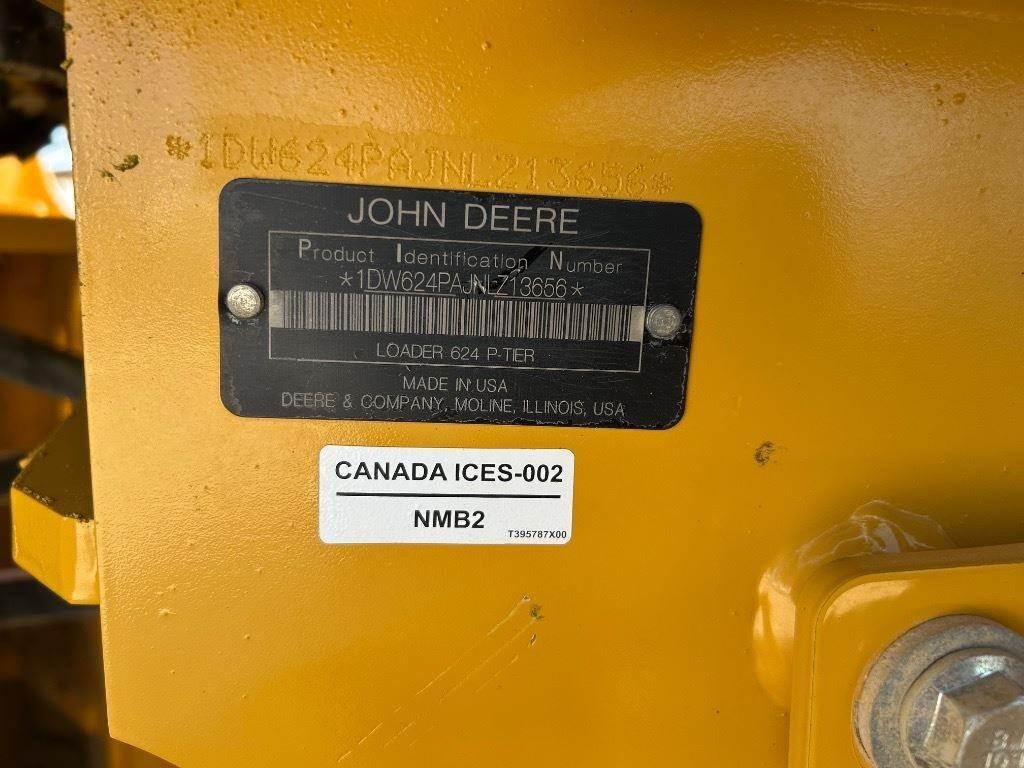 *1DW624PAJNLZ13656*
JOHN DEERE
Product Identification Number
*1DW624PAJNLZ13656*
LOADER 624 P-TIER
MADE IN USA
DEERE & COMPANY, MOLINE, ILLINOIS, USA
CANADA ICES-002
NMB2
T395787X00